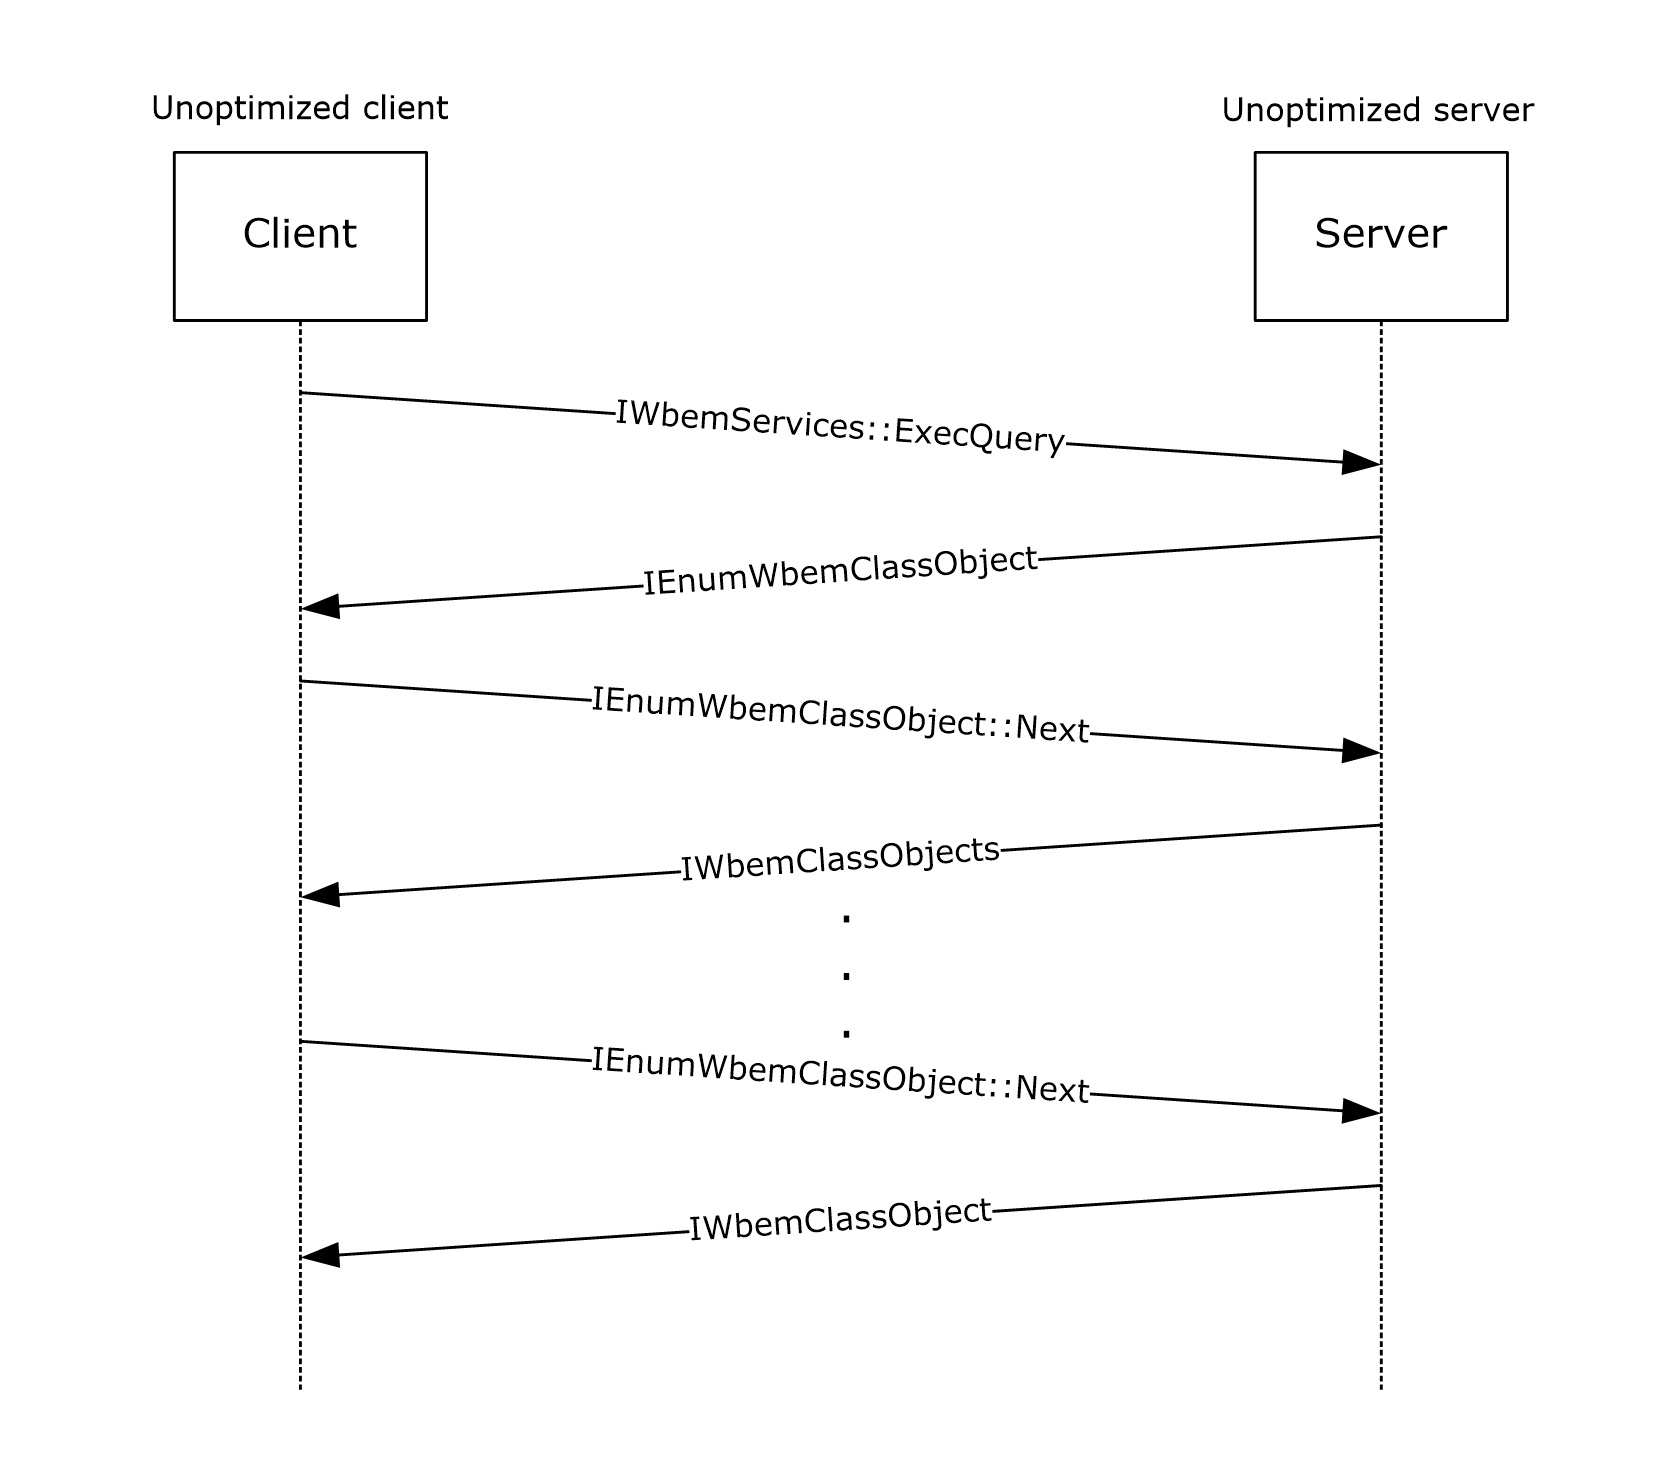 Unoptimized client
Unoptimized server
Client
Server
IWbemServices::ExecQuery
IEnumWbemClassObject
IEnumWbemClassObject::Next
IWbemClassObjects
.
.
.
IEnumWbemClassObject::Next
IWbemClassObject